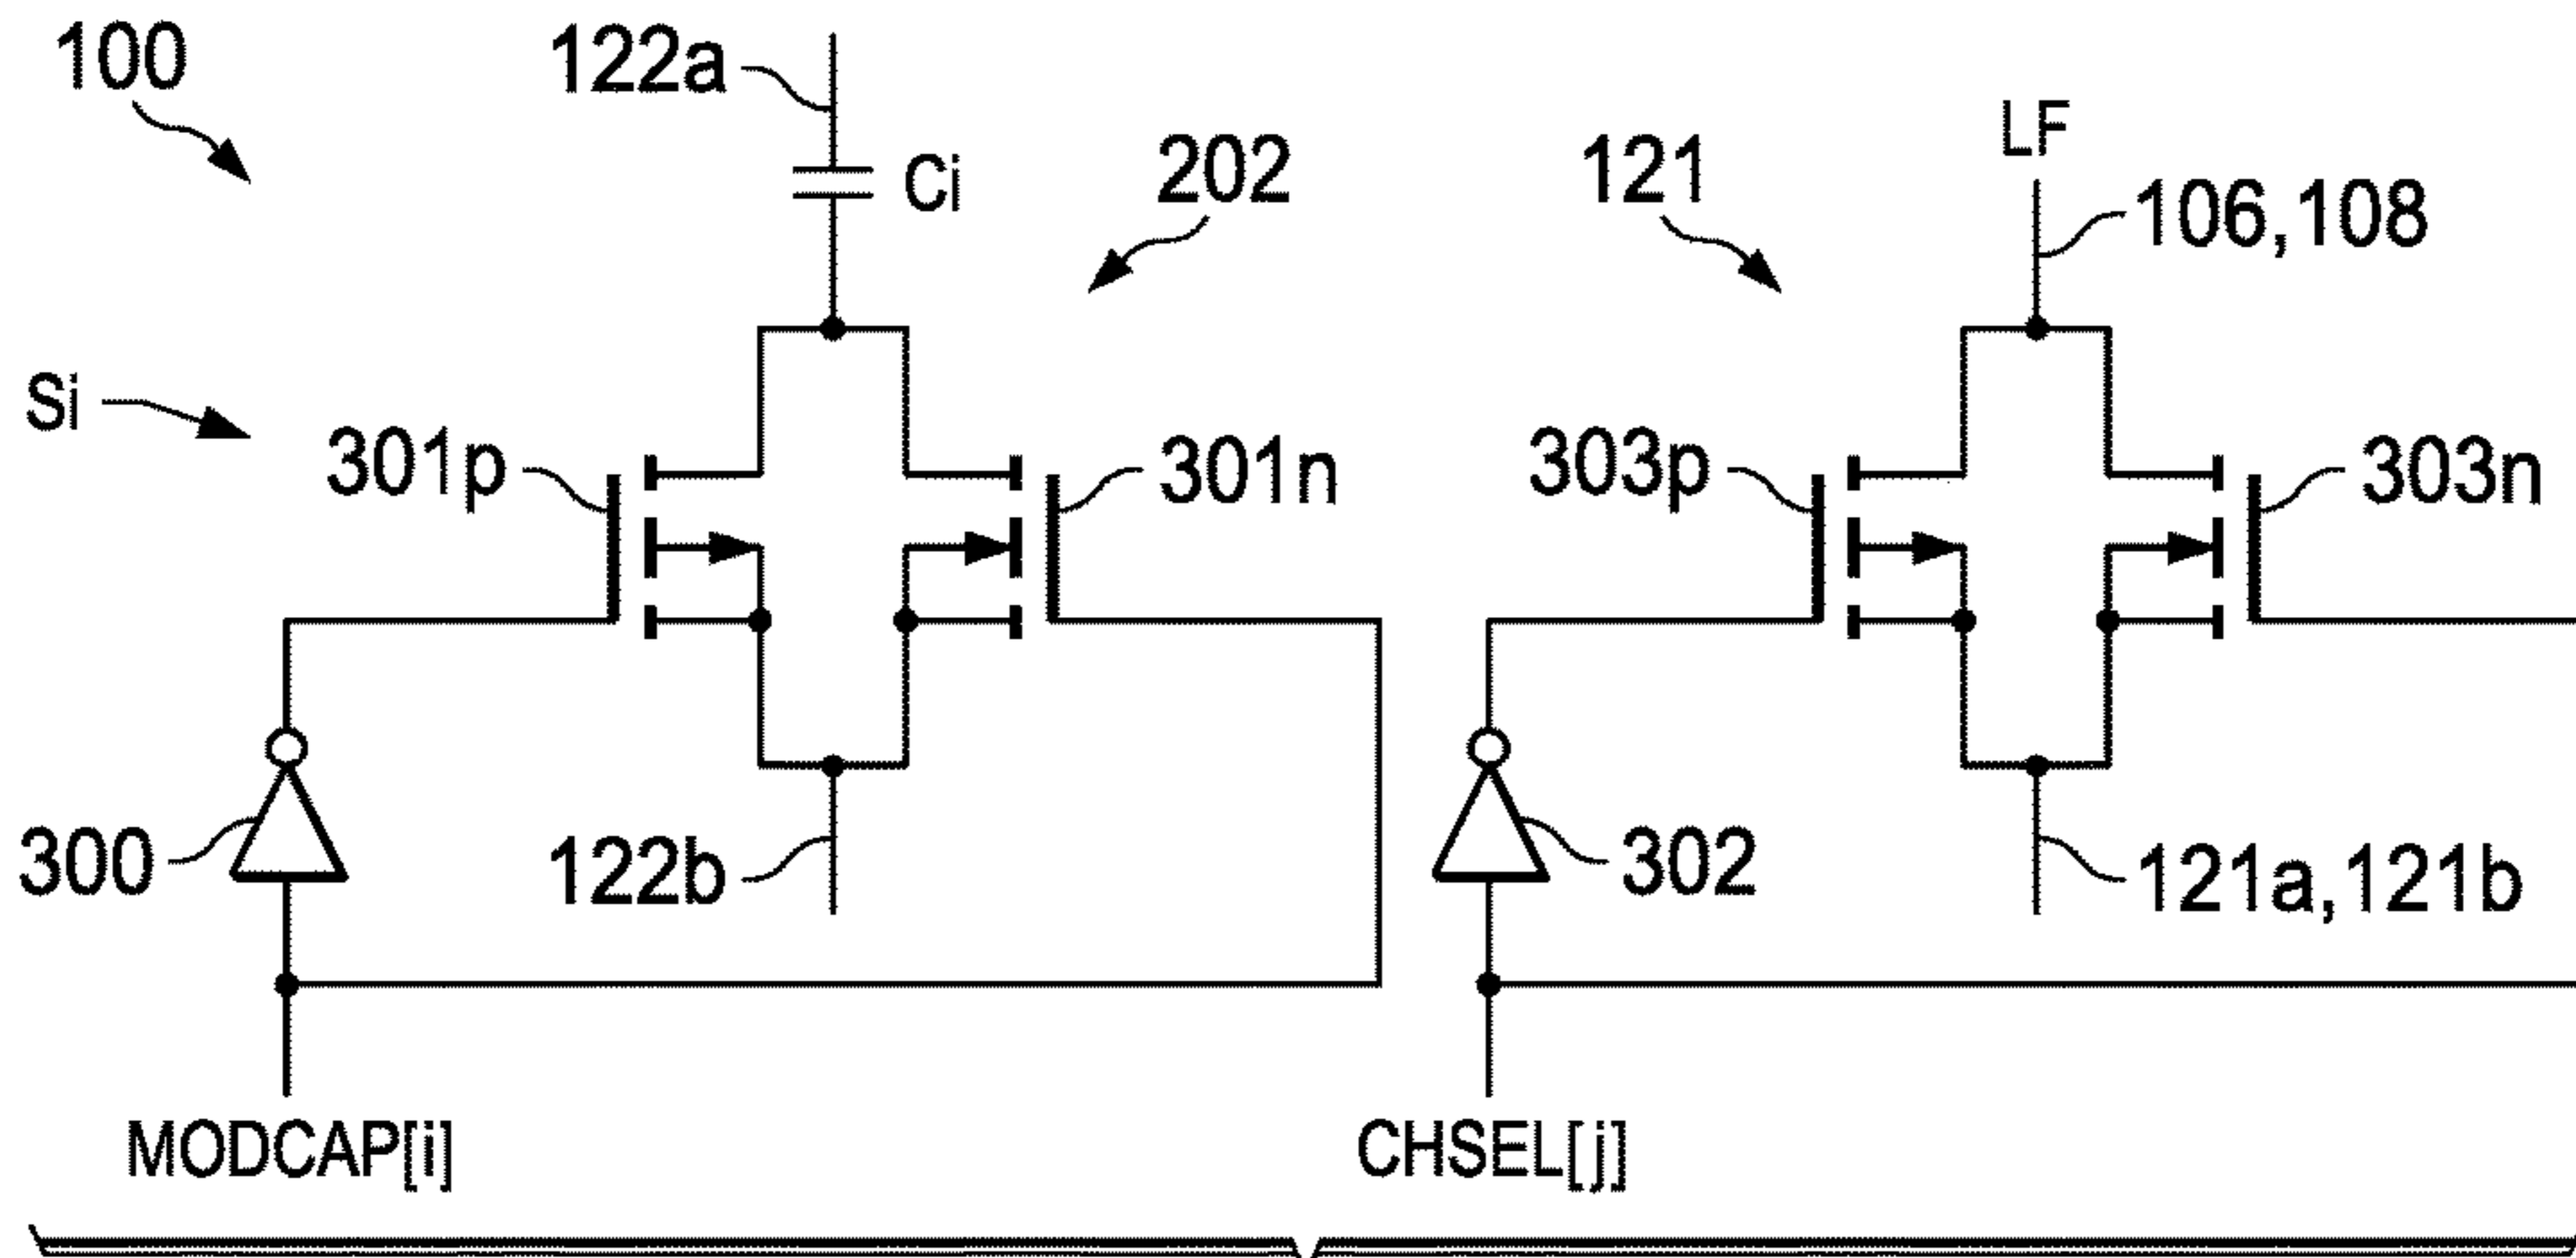 100
122a
Ci
202
121
LF
106,108
Si
301p
301n
303p
303n
300
122b
302
121a,121b
MODCAP[i]
CHSEL[j]